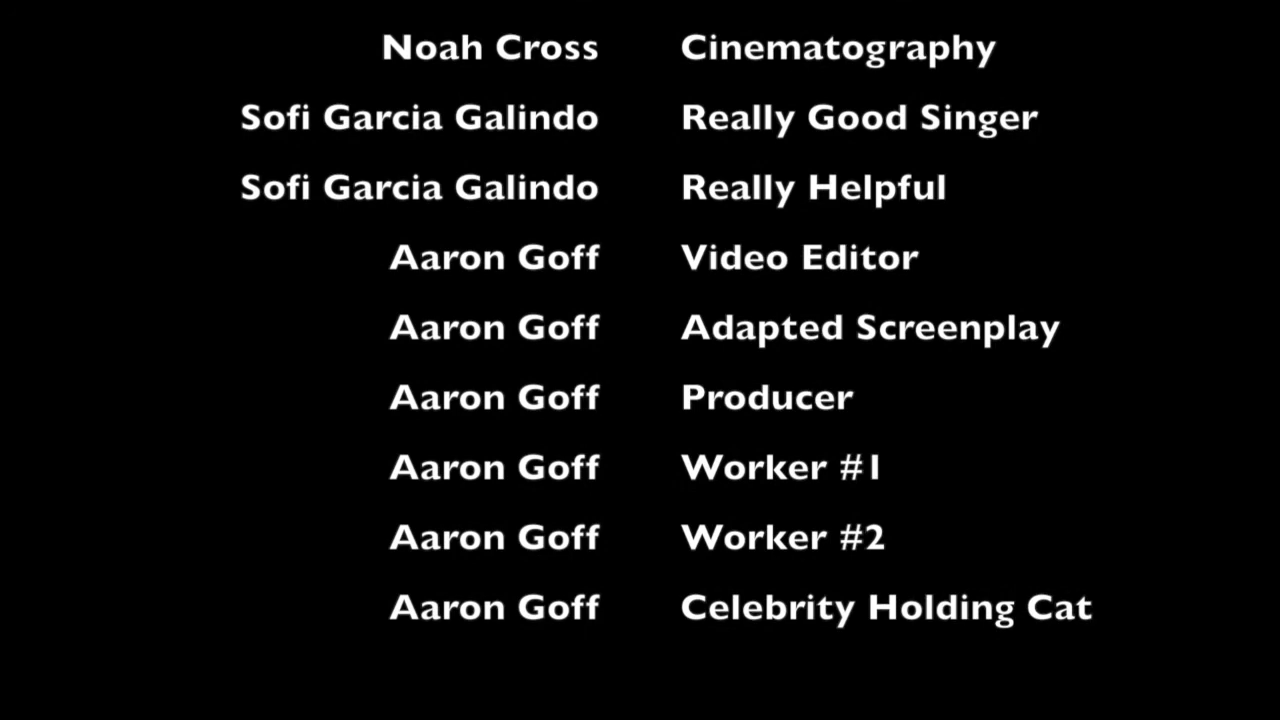 Noah Cross Cinematography
Sofi Garcia Galindo Really Good Singer
Sofi Garcia Galindo Really Helpful
Aaron Goff Video Editor
Aaron Goff Adapted Screenplay
Aaron Goff Producer
Aaron Goff Worker #1
Aaron Goff Worker #2
Aaron Goff Celebrity Holding Cat